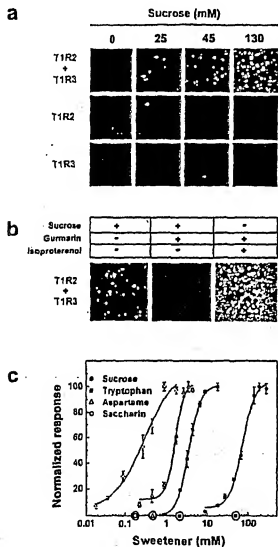 a
Sucrose (mM)
0 25 45 130
T1R2
+
T1R3
T1R2
T1R3
b
Sucrose + + -
Gurmarin - + +
Isoproterenol - - +
T1R2
+
T1R3
c
Sucrose
Tryptophan
Aspartame
Saccharin
Normalized response
100
80
60
40
20
0.01 0.1 1 10 100
Sweetener (mM)